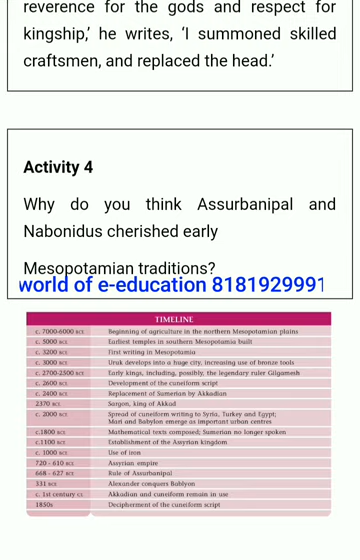 reverence for the gods and respect for
kingship,’ he writes, ‘I summoned skilled
craftsmen, and replaced the head.’
Activity 4
Why do you think Assurbanipal and
Nabonidus cherished early
Mesopotamian traditions?
world of e-education 8181929991
TIMELINE
c. 7000-6000 BCE Beginning of agriculture in the northern Mesopotamian plains
c. 5000 BCE Earliest temples in southern Mesopotamia built
c. 3200 BCE First writing in Mesopotamia
c. 3000 BCE Uruk develops into a huge city, increasing use of bronze tools
c. 2700-2500 BCE Early kings, including, possibly, the legendary ruler Gilgamesh
c. 2600 BCE Development of the cuneiform script
c. 2400 BCE Replacement of Sumerian by Akkadian
2370 BCE Sargon, king of Akkad
c. 2000 BCE Spread of cuneiform writing to Syria, Turkey and Egypt;
Mari and Babylon emerge as important urban centres
c.1800 BCE Mathematical texts composed; Sumerian no longer spoken
c.1100 BCE Establishment of the Assyrian kingdom
c. 1000 BCE Use of iron
720 - 610 BCE Assyrian empire
668 - 627 BCE Rule of Assurbanipal
331 BCE Alexander conquers Babylon
c. 1st century CE Akkadian and cuneiform remain in use
1850s Decipherment of the cuneiform script